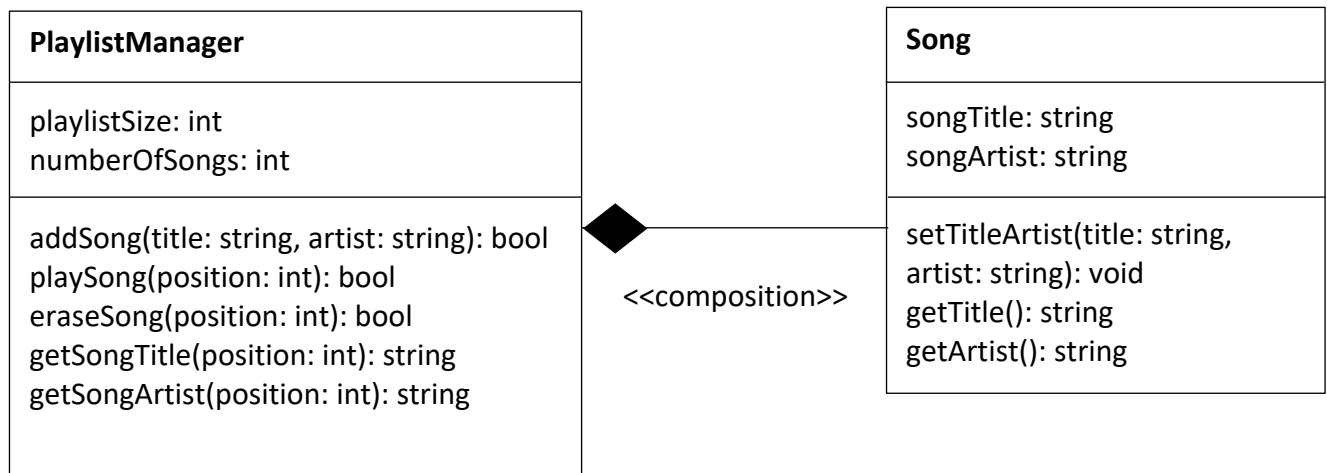 PlaylistManager
playlistSize: int
numberOfSongs: int
addSong(title: string, artist: string): bool
playSong(position: int): bool
eraseSong(position: int): bool
getSongTitle(position: int): string
getSongArtist(position: int): string
<<composition>>
Song
songTitle: string
songArtist: string
setTitleArtist(title: string,
artist: string): void
getTitle(): string
getArtist(): string